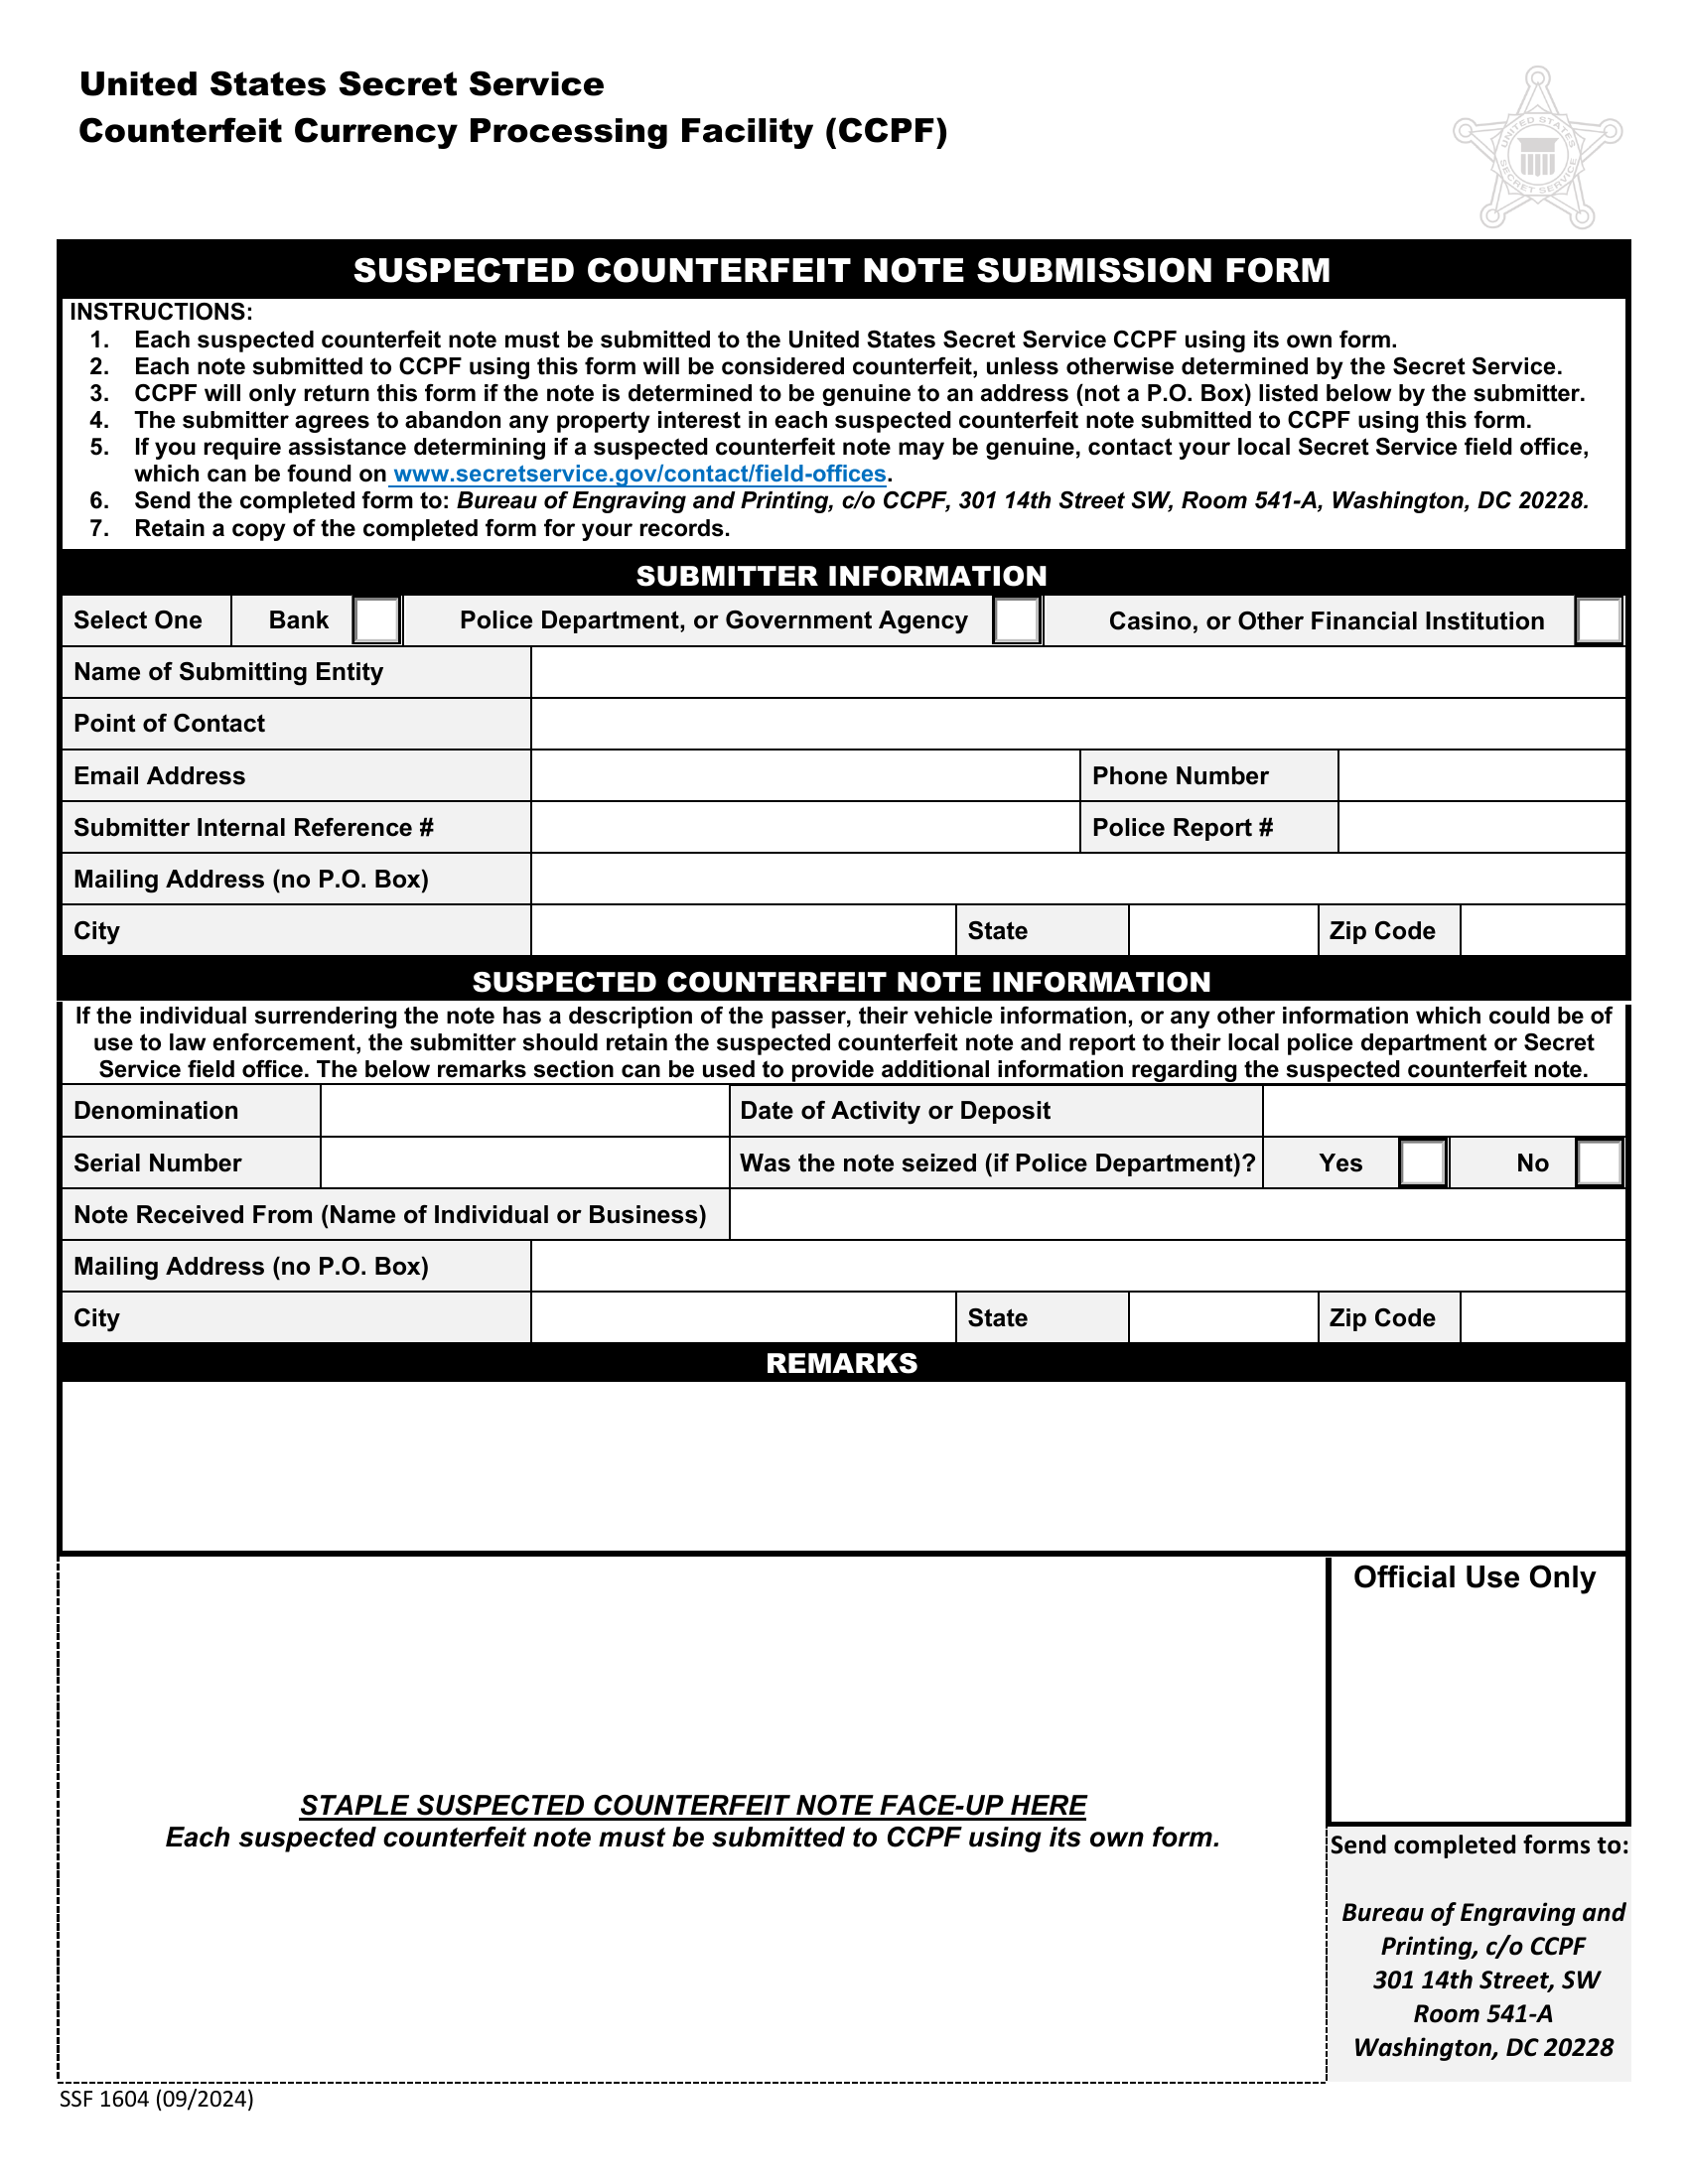 United States Secret Service
Counterfeit Currency Processing Facility (CCPF)
UNITED STATES
SECRET SERVICE
SUSPECTED COUNTERFEIT NOTE SUBMISSION FORM
INSTRUCTIONS:
1. Each suspected counterfeit note must be submitted to the United States Secret Service CCPF using its own form.
2. Each note submitted to CCPF using this form will be considered counterfeit, unless otherwise determined by the Secret Service.
3. CCPF will only return this form if the note is determined to be genuine to an address (not a P.O. Box) listed below by the submitter.
4. The submitter agrees to abandon any property interest in each suspected counterfeit note submitted to CCPF using this form.
5. If you require assistance determining if a suspected counterfeit note may be genuine, contact your local Secret Service field office,
which can be found on www.secretservice.gov/contact/field-offices.
6. Send the completed form to: Bureau of Engraving and Printing, c/o CCPF, 301 14th Street SW, Room 541-A, Washington, DC 20228.
7. Retain a copy of the completed form for your records.
SUBMITTER INFORMATION
Select One Bank Police Department, or Government Agency Casino, or Other Financial Institution
Name of Submitting Entity
Point of Contact
Email Address Phone Number
Submitter Internal Reference # Police Report #
Mailing Address (no P.O. Box)
City State Zip Code
SUSPECTED COUNTERFEIT NOTE INFORMATION
If the individual surrendering the note has a description of the passer, their vehicle information, or any other information which could be of
use to law enforcement, the submitter should retain the suspected counterfeit note and report to their local police department or Secret
Service field office. The below remarks section can be used to provide additional information regarding the suspected counterfeit note.
Denomination Date of Activity or Deposit
Serial Number Was the note seized (if Police Department)? Yes No
Note Received From (Name of Individual or Business)
Mailing Address (no P.O. Box)
City State Zip Code
REMARKS
Official Use Only
STAPLE SUSPECTED COUNTERFEIT NOTE FACE-UP HERE
Each suspected counterfeit note must be submitted to CCPF using its own form.
Send completed forms to:
Bureau of Engraving and
Printing, c/o CCPF
301 14th Street, SW
Room 541-A
Washington, DC 20228
SSF 1604 (09/2024)